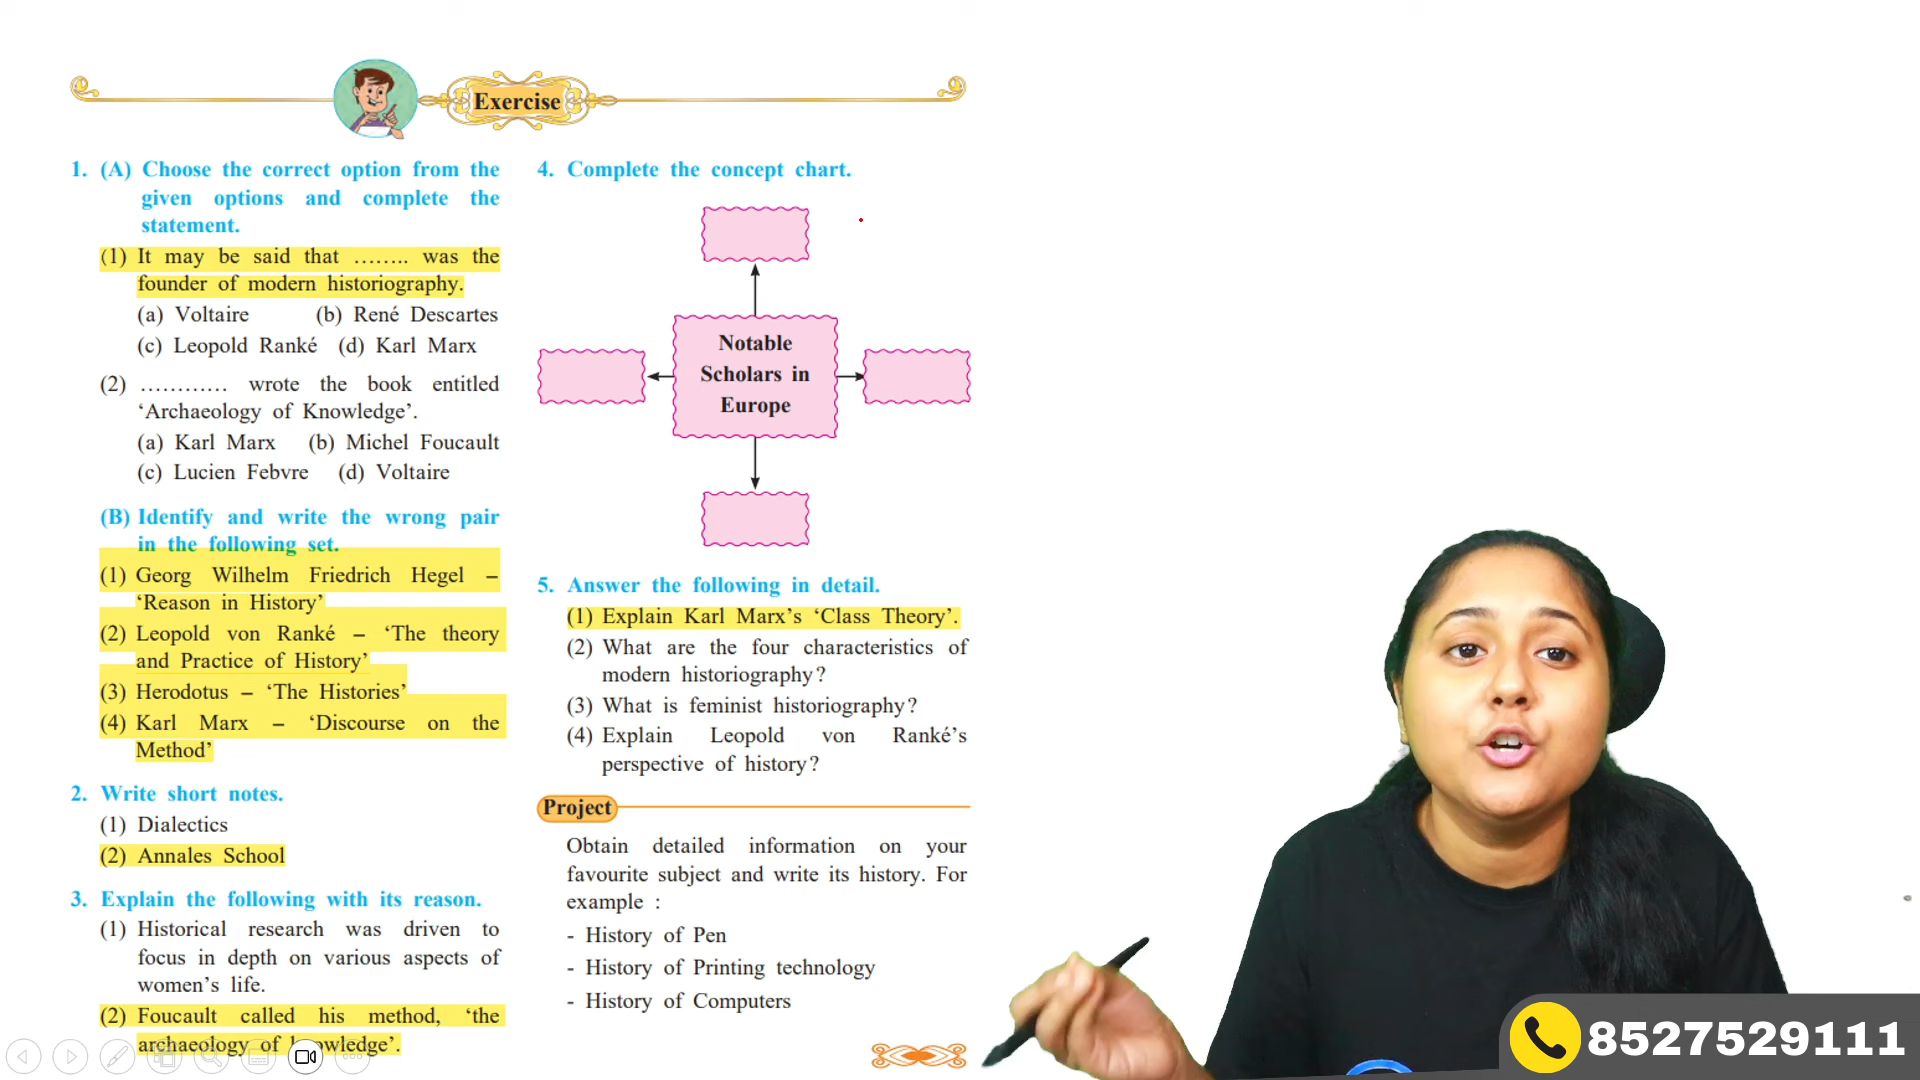 Exercise
1. (A) Choose the correct option from the
given options and complete the
statement.
(1) It may be said that ........ was the
founder of modern historiography.
(a) Voltaire (b) René Descartes
(c) Leopold Ranké (d) Karl Marx
(2) ............ wrote the book entitled
‘Archaeology of Knowledge’.
(a) Karl Marx (b) Michel Foucault
(c) Lucien Febvre (d) Voltaire
(B) Identify and write the wrong pair
in the following set.
(1) Georg Wilhelm Friedrich Hegel –
‘Reason in History’
(2) Leopold von Ranké – ‘The theory
and Practice of History’
(3) Herodotus – ‘The Histories’
(4) Karl Marx – ‘Discourse on the
Method’
2. Write short notes.
(1) Dialectics
(2) Annales School
3. Explain the following with its reason.
(1) Historical research was driven to
focus in depth on various aspects of
women’s life.
(2) Foucault called his method, ‘the
archaeology of knowledge’.
4. Complete the concept chart.
Notable
Scholars in
Europe
5. Answer the following in detail.
(1) Explain Karl Marx’s ‘Class Theory’.
(2) What are the four characteristics of
modern historiography?
(3) What is feminist historiography?
(4) Explain Leopold von Ranké’s
perspective of history?
Project
Obtain detailed information on your
favourite subject and write its history. For
example :
- History of Pen
- History of Printing technology
- History of Computers
8527529111